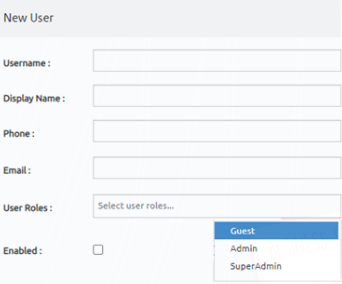 New User
Username :
Display Name :
Phone :
Email :
User Roles :
Select user roles...
Guest
Admin
SuperAdmin
Enabled :